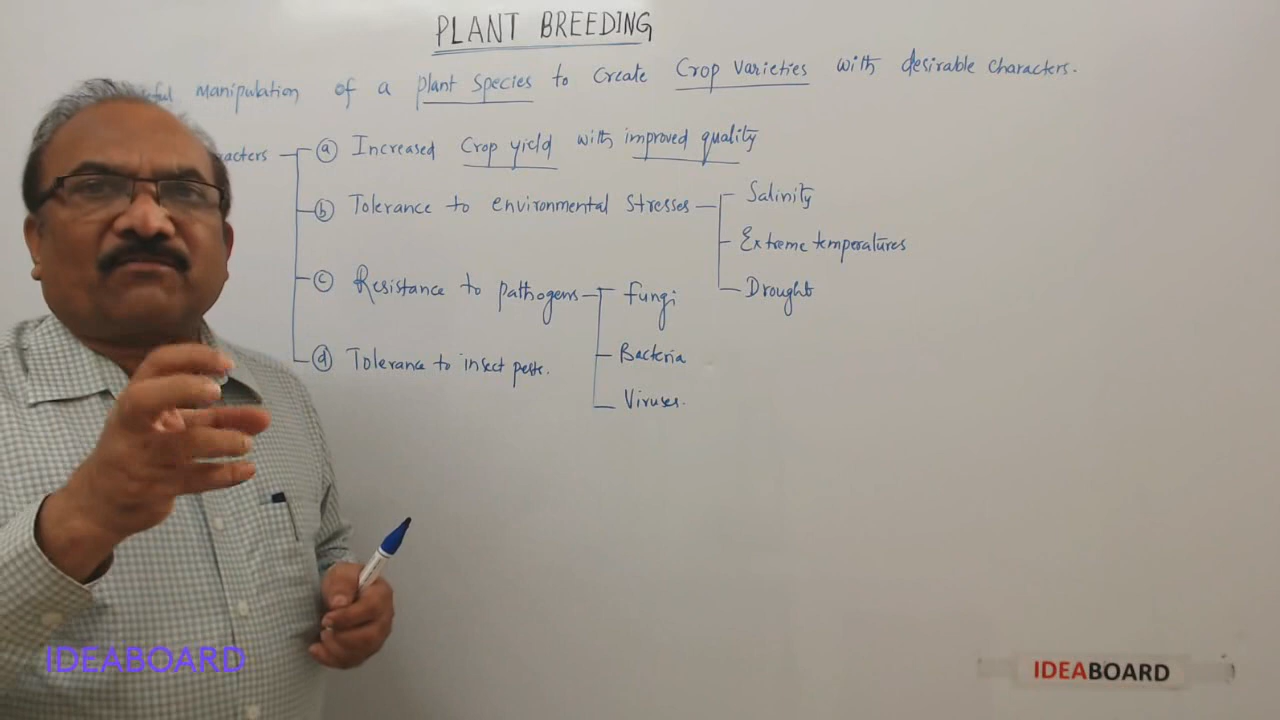 PLANT BREEDING
manipulation of a plant species to create Crop varieties with desirable characters.
(a) Increased Crop yield with improved quality
(b) Tolerance to environmental stresses
Salinity
Extreme temperatures
Drought
(c) Resistance to pathogens
Fungi
Bacteria
Viruses.
(d) Tolerance to insect pests.
IDEABOARD
IDEABOARD